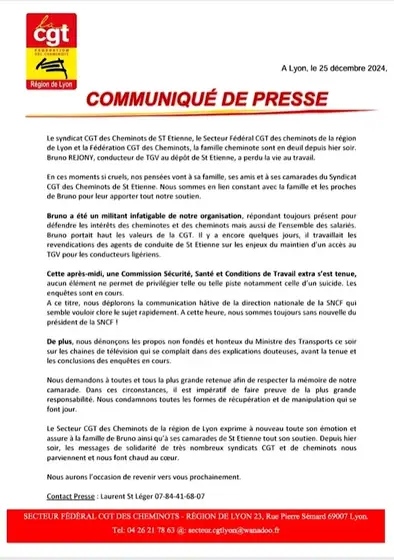 La
cgt
FÉDÉRATION
DES CHEMINOTS
Région de Lyon
A Lyon, le 25 décembre 2024,
COMMUNIQUÉ DE PRESSE
Le syndicat CGT des Cheminots de ST Etienne, le Secteur Fédéral CGT des cheminots de la région
de Lyon et la Fédération CGT des Cheminots, la famille cheminote sont en deuil depuis hier soir.
Bruno REJONY, conducteur de TGV au dépôt de St Etienne, a perdu la vie au travail.
En ces moments si cruels, nos pensées vont à sa famille, ses amis et à ses camarades du Syndicat
CGT des Cheminots de St Etienne. Nous sommes en lien constant avec la famille et les proches
de Bruno pour leur apporter tout notre soutien.
Bruno a été un militant infatigable de notre organisation, répondant toujours présent pour
défendre les intérêts des cheminotes et des cheminots mais aussi de l'ensemble des salariés.
Bruno portait haut les valeurs de la CGT. Il y a encore quelques jours, il travaillait les
revendications des agents de conduite de St Etienne sur les enjeux du maintien d'un accès au
TGV pour les conducteurs ligériens.
Cette après-midi, une Commission Sécurité, Santé et Conditions de Travail extra s'est tenue,
aucun élément ne permet de privilégier telle ou telle piste notamment celle d'un suicide. Les
enquêtes sont en cours.
A ce titre, nous déplorons la communication hâtive de la direction nationale de la SNCF qui
semble vouloir clore le sujet rapidement. A cette heure, nous sommes toujours sans nouvelle du
président de la SNCF !
De plus, nous dénonçons les propos non fondés et honteux du Ministre des Transports ce soir
sur les chaines de télévision qui se complait dans des explications douteuses, avant la tenue et
les conclusions des enquêtes en cours.
Nous demandons à toutes et tous la plus grande retenue afin de respecter la mémoire de notre
camarade. Dans ces circonstances, il est impératif de faire preuve de la plus grande
responsabilité. Nous condamnons toutes les formes de récupération et de manipulation qui se
font jour.
Le Secteur CGT des Cheminots de la région de Lyon exprime à nouveau toute son émotion et
assure à la famille de Bruno ainsi qu'à ses camarades de St Etienne tout son soutien. Depuis hier
soir, les messages de solidarité de très nombreux syndicats CGT et de cheminots nous
parviennent et nous font chaud au cœur.
Nous aurons l'occasion de revenir vers vous prochainement.
Contact Presse : Laurent St Léger 07-84-41-68-07
SECTEUR FÉDÉRAL CGT DES CHEMINOTS - RÉGION DE LYON 23, Rue Pierre Sémard 69007 Lyon.
Tel: 04 26 21 78 63 @: secteur.cgtlyon@wanadoo.fr